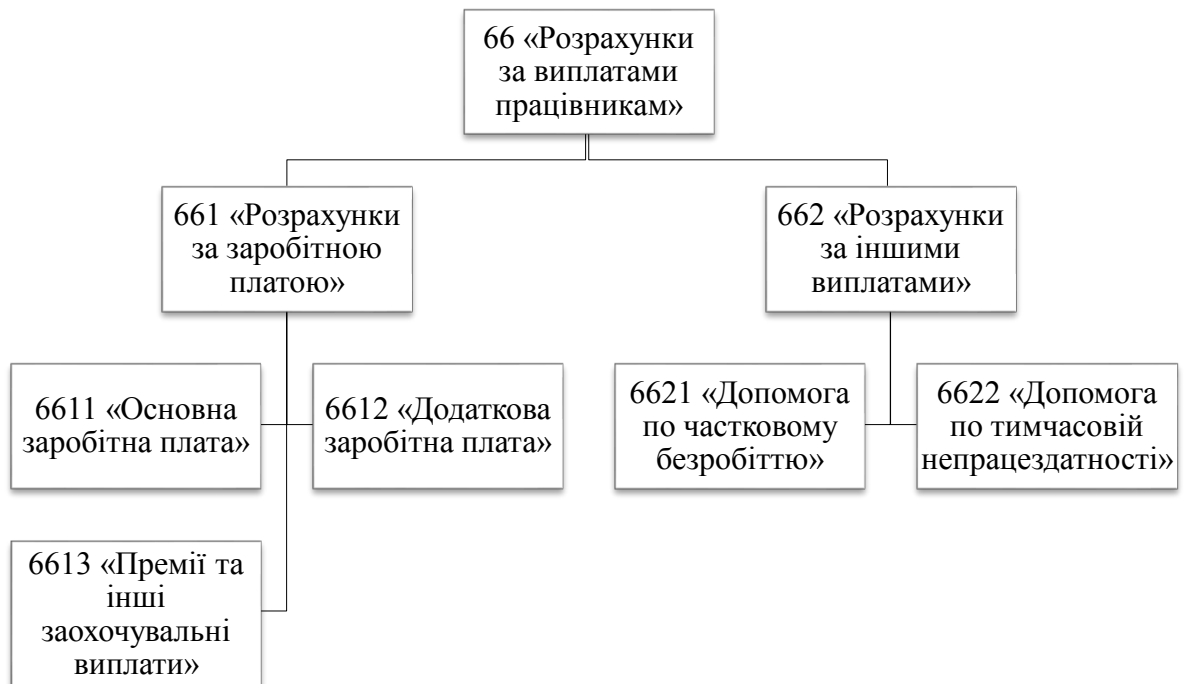 66 «Розрахунки
за виплатами
працівникам»
661 «Розрахунки
за заробітною
платою»
662 «Розрахунки
за іншими
виплатами»
6611 «Основна
заробітна плата»
6612 «Додаткова
заробітна плата»
6621 «Допомога
по частковому
безробіттю»
6622 «Допомога
по тимчасовій
непрацездатності»
6613 «Премії та
інші
заохочувальні
виплати»